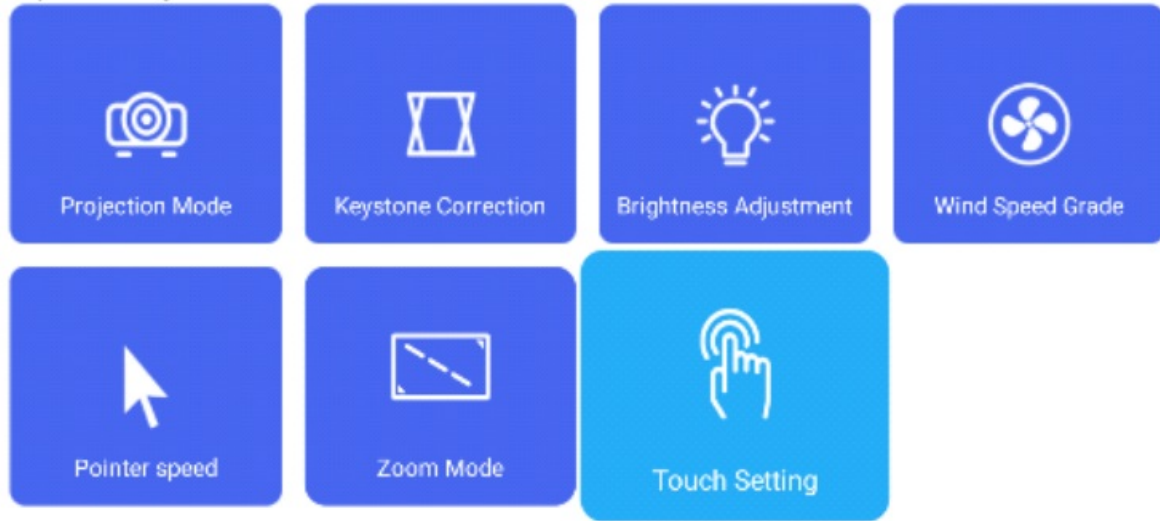 Projection Mode
Keystone Correction
Brightness Adjustment
Wind Speed Grade
Pointer speed
Zoom Mode
Touch Setting